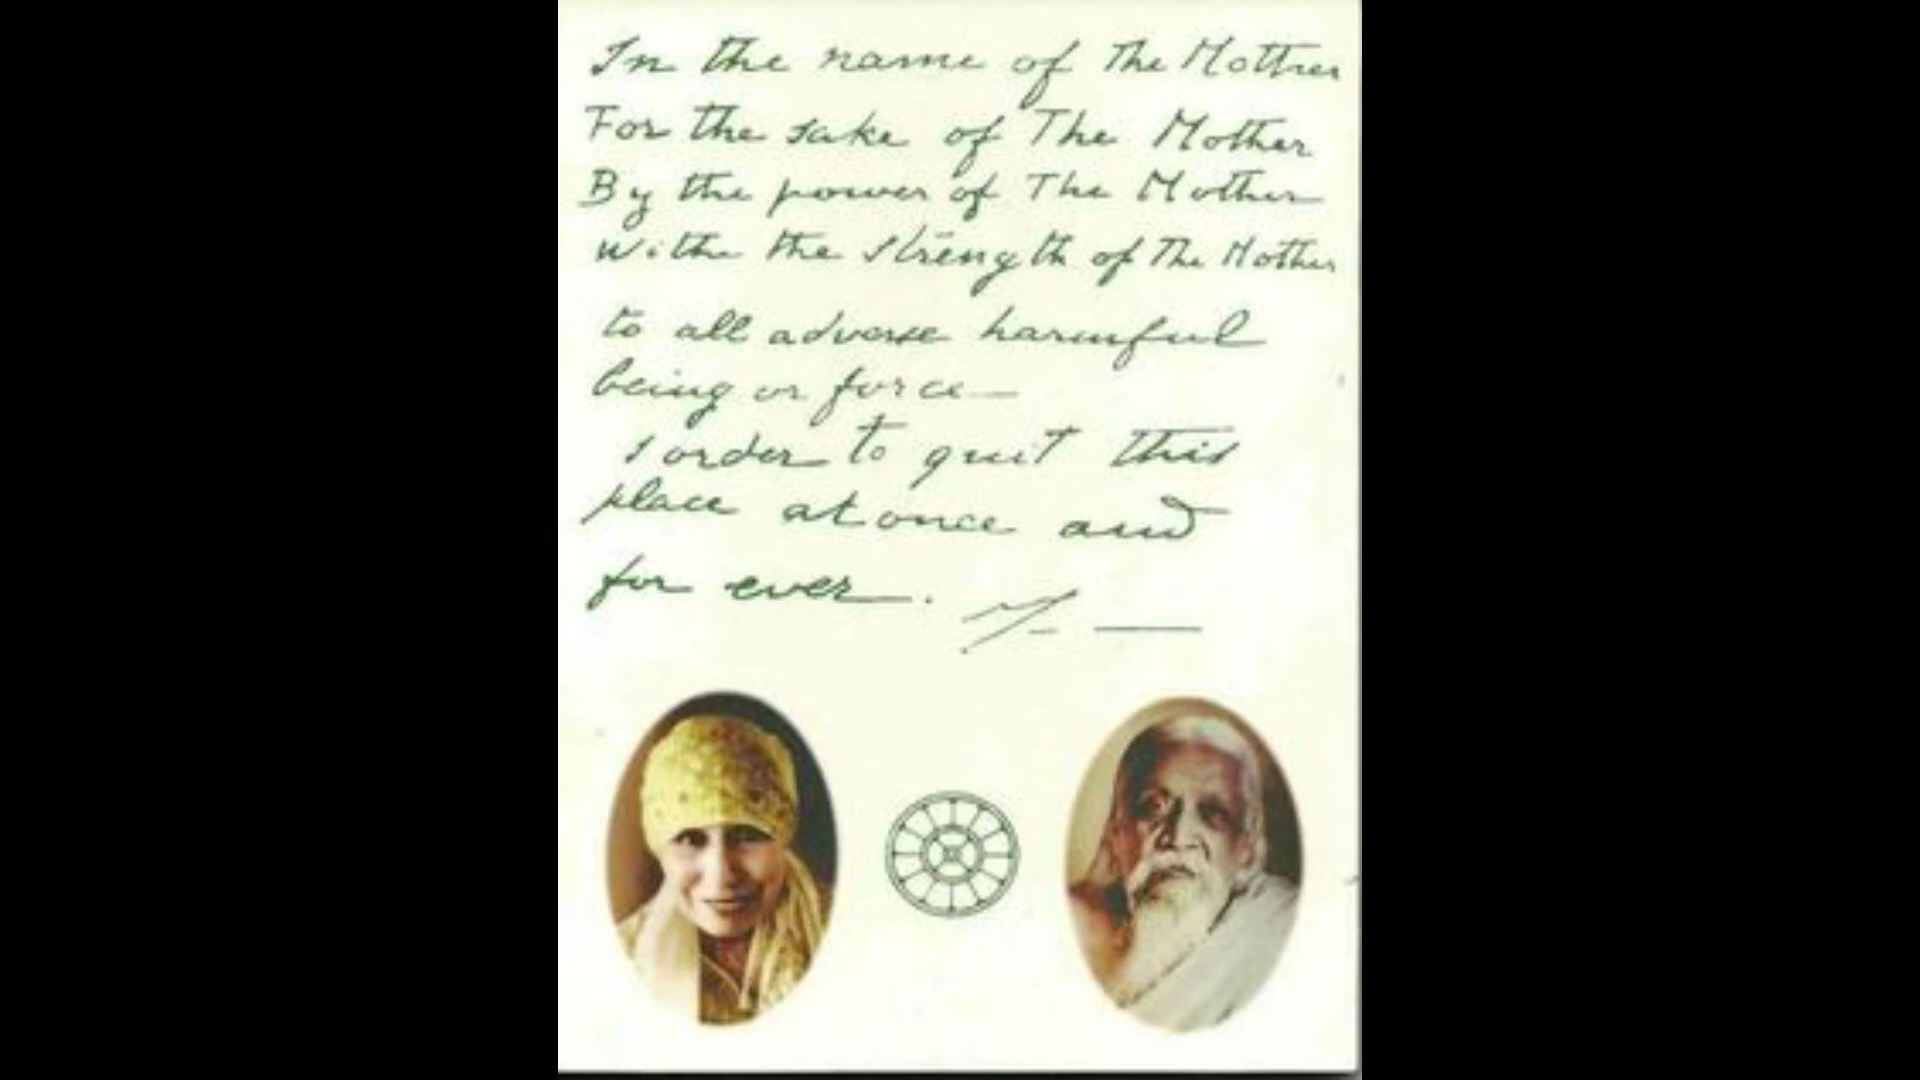 In the name of The Mother
For the sake of The Mother
By the power of The Mother
With the strength of The Mother
to all adverse harmful
being or force—
I order to quit this
place at once and
for ever.